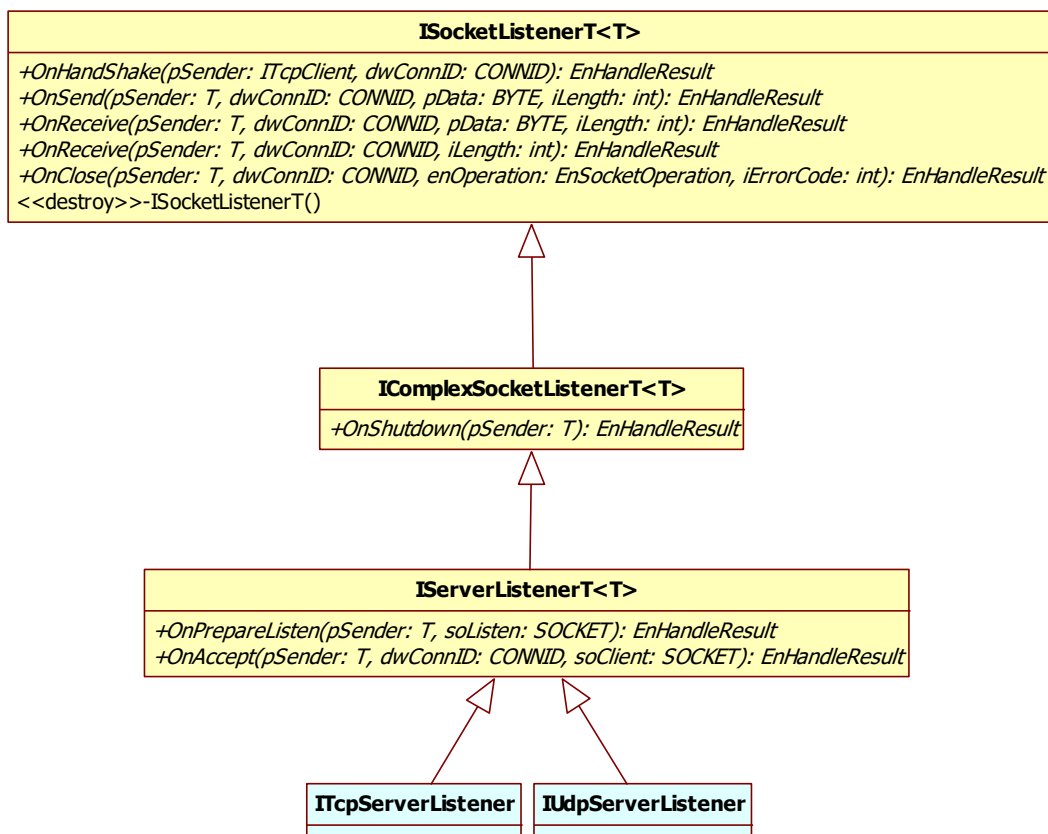 ISocketListenerT<T>
+OnHandShake(pSender: ITcpClient, dwConnID: CONNID): EnHandleResult
+OnSend(pSender: T, dwConnID: CONNID, pData: BYTE, iLength: int): EnHandleResult
+OnReceive(pSender: T, dwConnID: CONNID, pData: BYTE, iLength: int): EnHandleResult
+OnReceive(pSender: T, dwConnID: CONNID, iLength: int): EnHandleResult
+OnClose(pSender: T, dwConnID: CONNID, enOperation: EnSocketOperation, iErrorCode: int): EnHandleResult
<<destroy>>-ISocketListenerT()
IComplexSocketListenerT<T>
+OnShutdown(pSender: T): EnHandleResult
IServerListenerT<T>
+OnPrepareListen(pSender: T, soListen: SOCKET): EnHandleResult
+OnAccept(pSender: T, dwConnID: CONNID, soClient: SOCKET): EnHandleResult
ITcpServerListener
IUdpServerListener